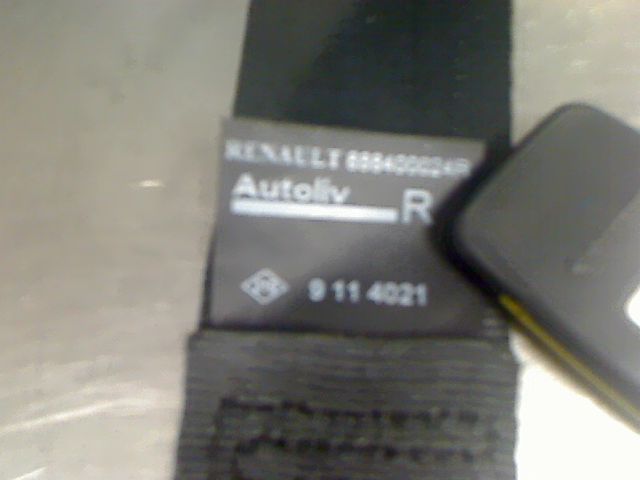 RENAULT
Autoliv
R
9 11 4021